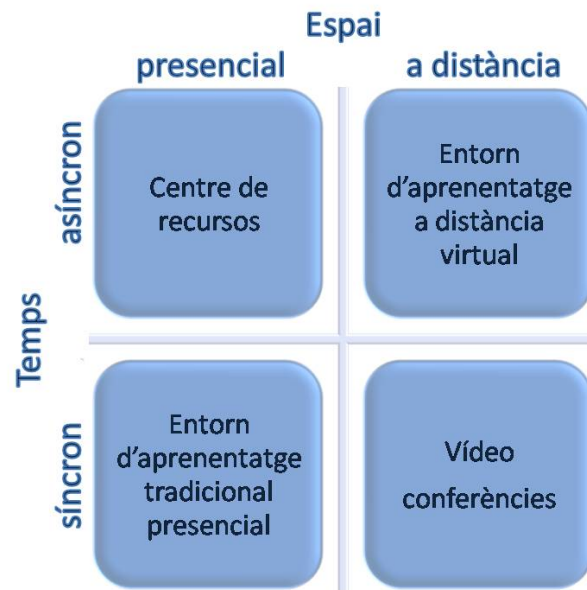 Espai
presencial
a distància
asíncron
Centre de
recursos
Entorn
d'aprenentatge
a distància
virtual
Temps
síncron
Entorn
d'aprenentatge
tradicional
presencial
Vídeo
conferències